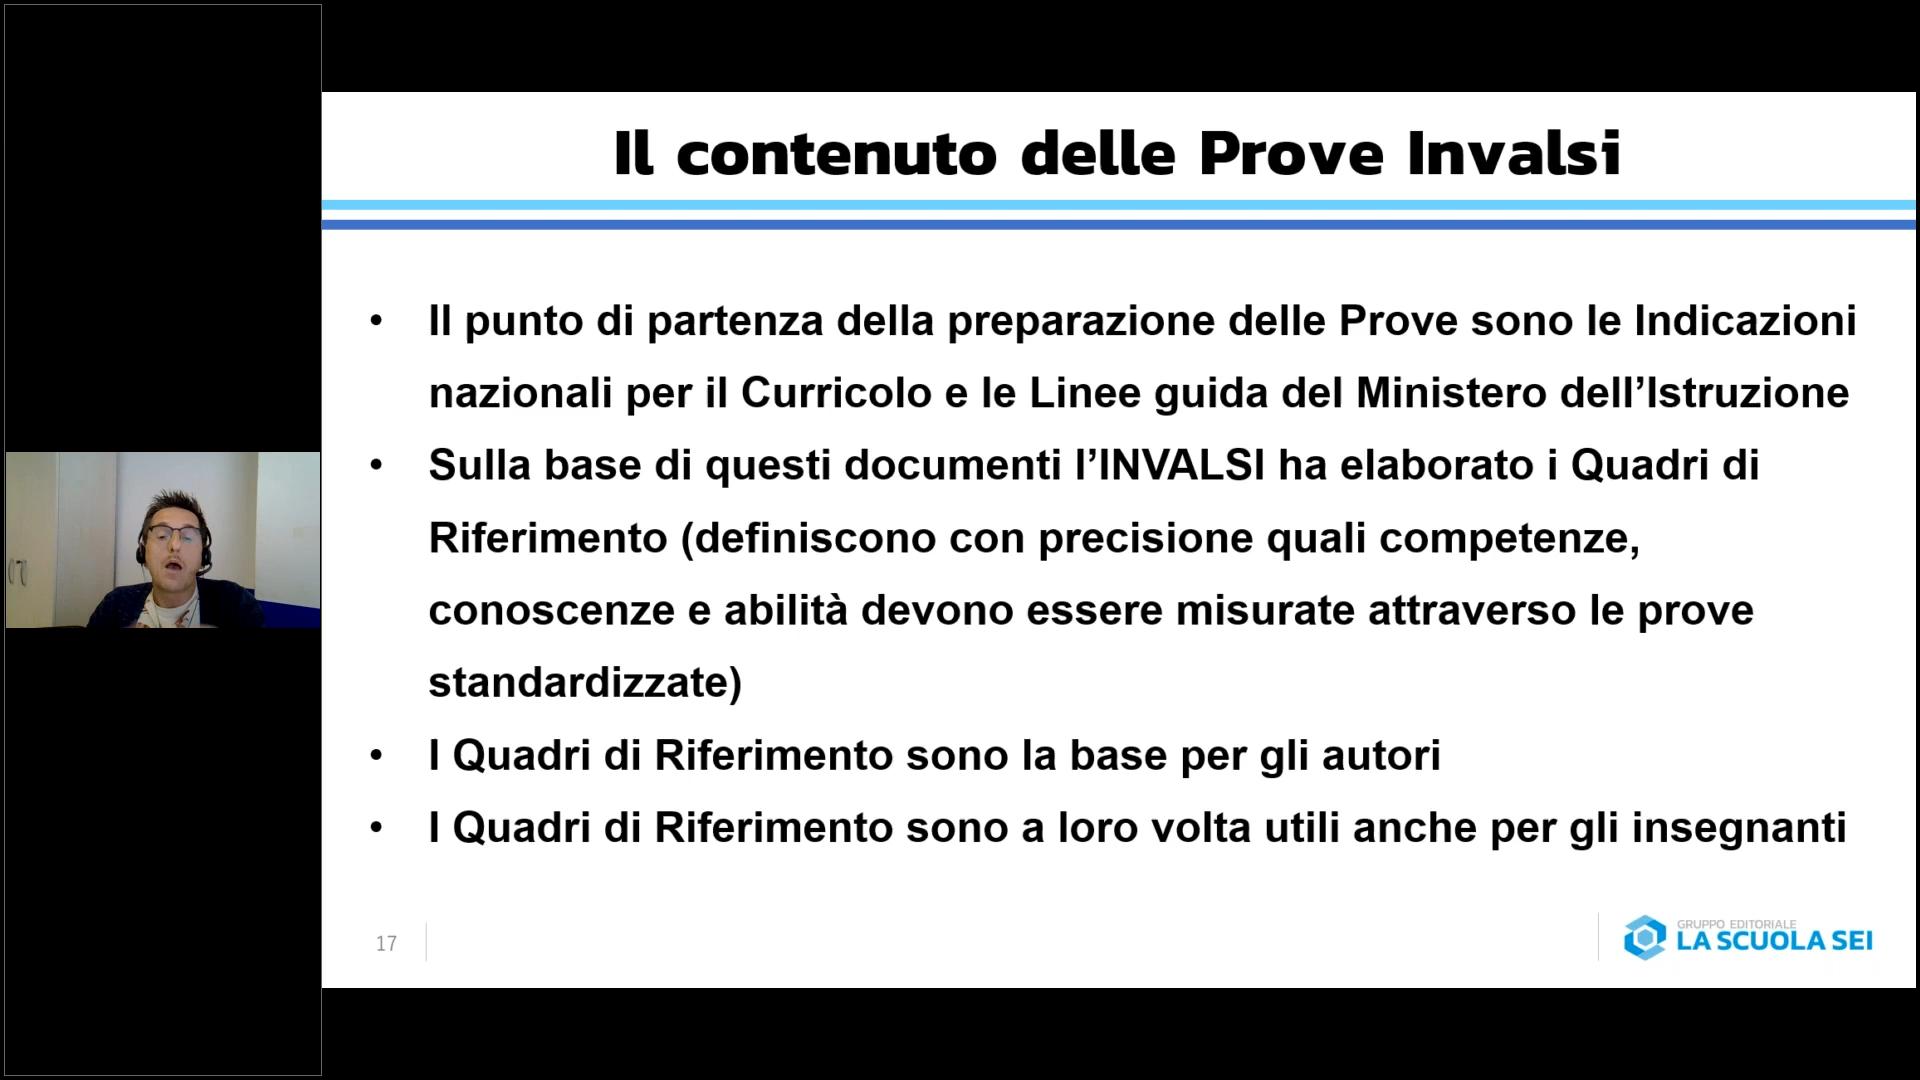 Il contenuto delle Prove Invalsi
• Il punto di partenza della preparazione delle Prove sono le Indicazioni
nazionali per il Curricolo e le Linee guida del Ministero dell’Istruzione
• Sulla base di questi documenti l’INVALSI ha elaborato i Quadri di
Riferimento (definiscono con precisione quali competenze,
conoscenze e abilità devono essere misurate attraverso le prove
standardizzate)
• I Quadri di Riferimento sono la base per gli autori
• I Quadri di Riferimento sono a loro volta utili anche per gli insegnanti
17
GRUPPO EDITORIALE
LA SCUOLA SEI